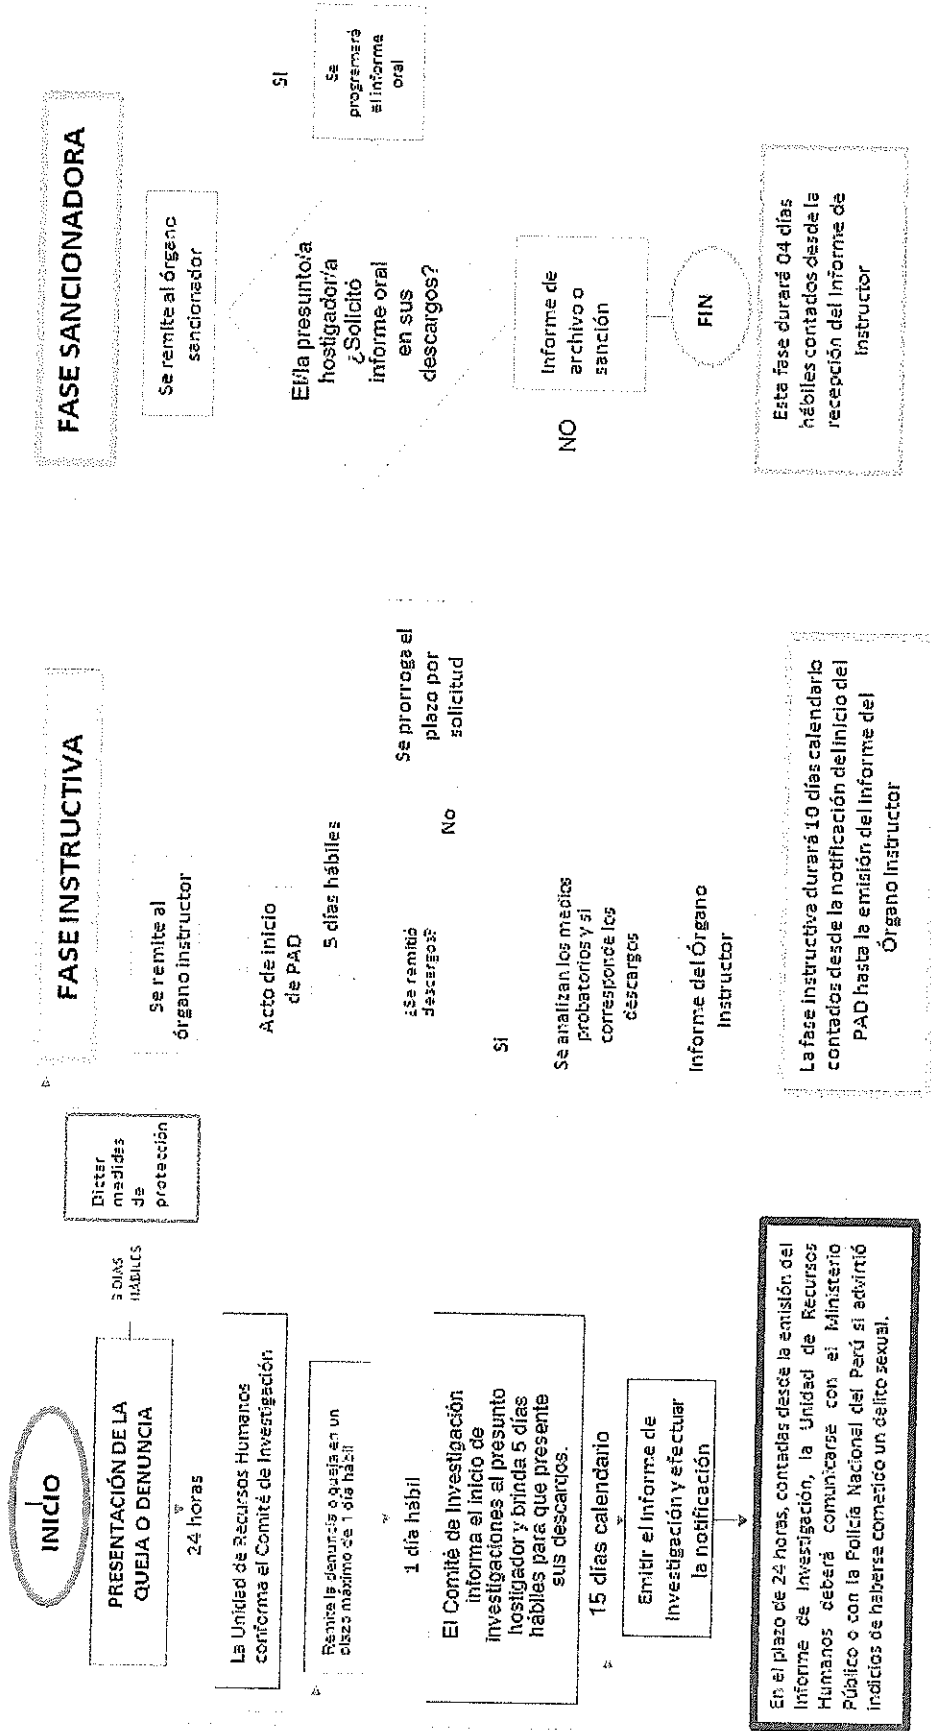 INICIO
PRESENTACIÓN DE LA
QUEJA O DENUNCIA
3 DIAS
HÁBILES
Dictar
medidas
de
protección
24 horas
La Unidad de Recursos Humanos
conforma el Comité de Investigación
Remite la denuncia o queja en un
plazo máximo de 1 día hábil
1 día hábil
El Comité de Investigación
informa el inicio de
investigaciones al presunto
hostigador y brinda 5 días
hábiles para que presente
sus descargos.
15 días calendario
Emitir el Informe de
Investigación y efectuar
la notificación
En el plazo de 24 horas, contadas desde la emisión del
Informe de Investigación, la Unidad de Recursos
Humanos deberá comunicarse con el Ministerio
Público o con la Policía Nacional del Perú si advirtió
indicios de haberse cometido un delito sexual.
FASE INSTRUCTIVA
Se remite al
órgano instructor
Acto de inicio
de PAD
5 días hábiles
¿Se remitió
descargos?
No
Se prorroga el
plazo por
solicitud
Si
Se analizan los medios
probatorios y si
corresponde los
descargos
Informe del Órgano
Instructor
La fase instructiva durará 10 días calendario
contados desde la notificación del inicio del
PAD hasta la emisión del informe del
Órgano Instructor
FASE SANCIONADORA
Se remite al órgano
sancionador
El/la presunto/a
hostigador/a
¿Solicitó
informe oral
en sus
descargos?
SI
Se
programará
el informe
oral
NO
Informe de
archivo o
sanción
FIN
Esta fase durará 04 días
hábiles contados desde la
recepción del Informe de
Instructor